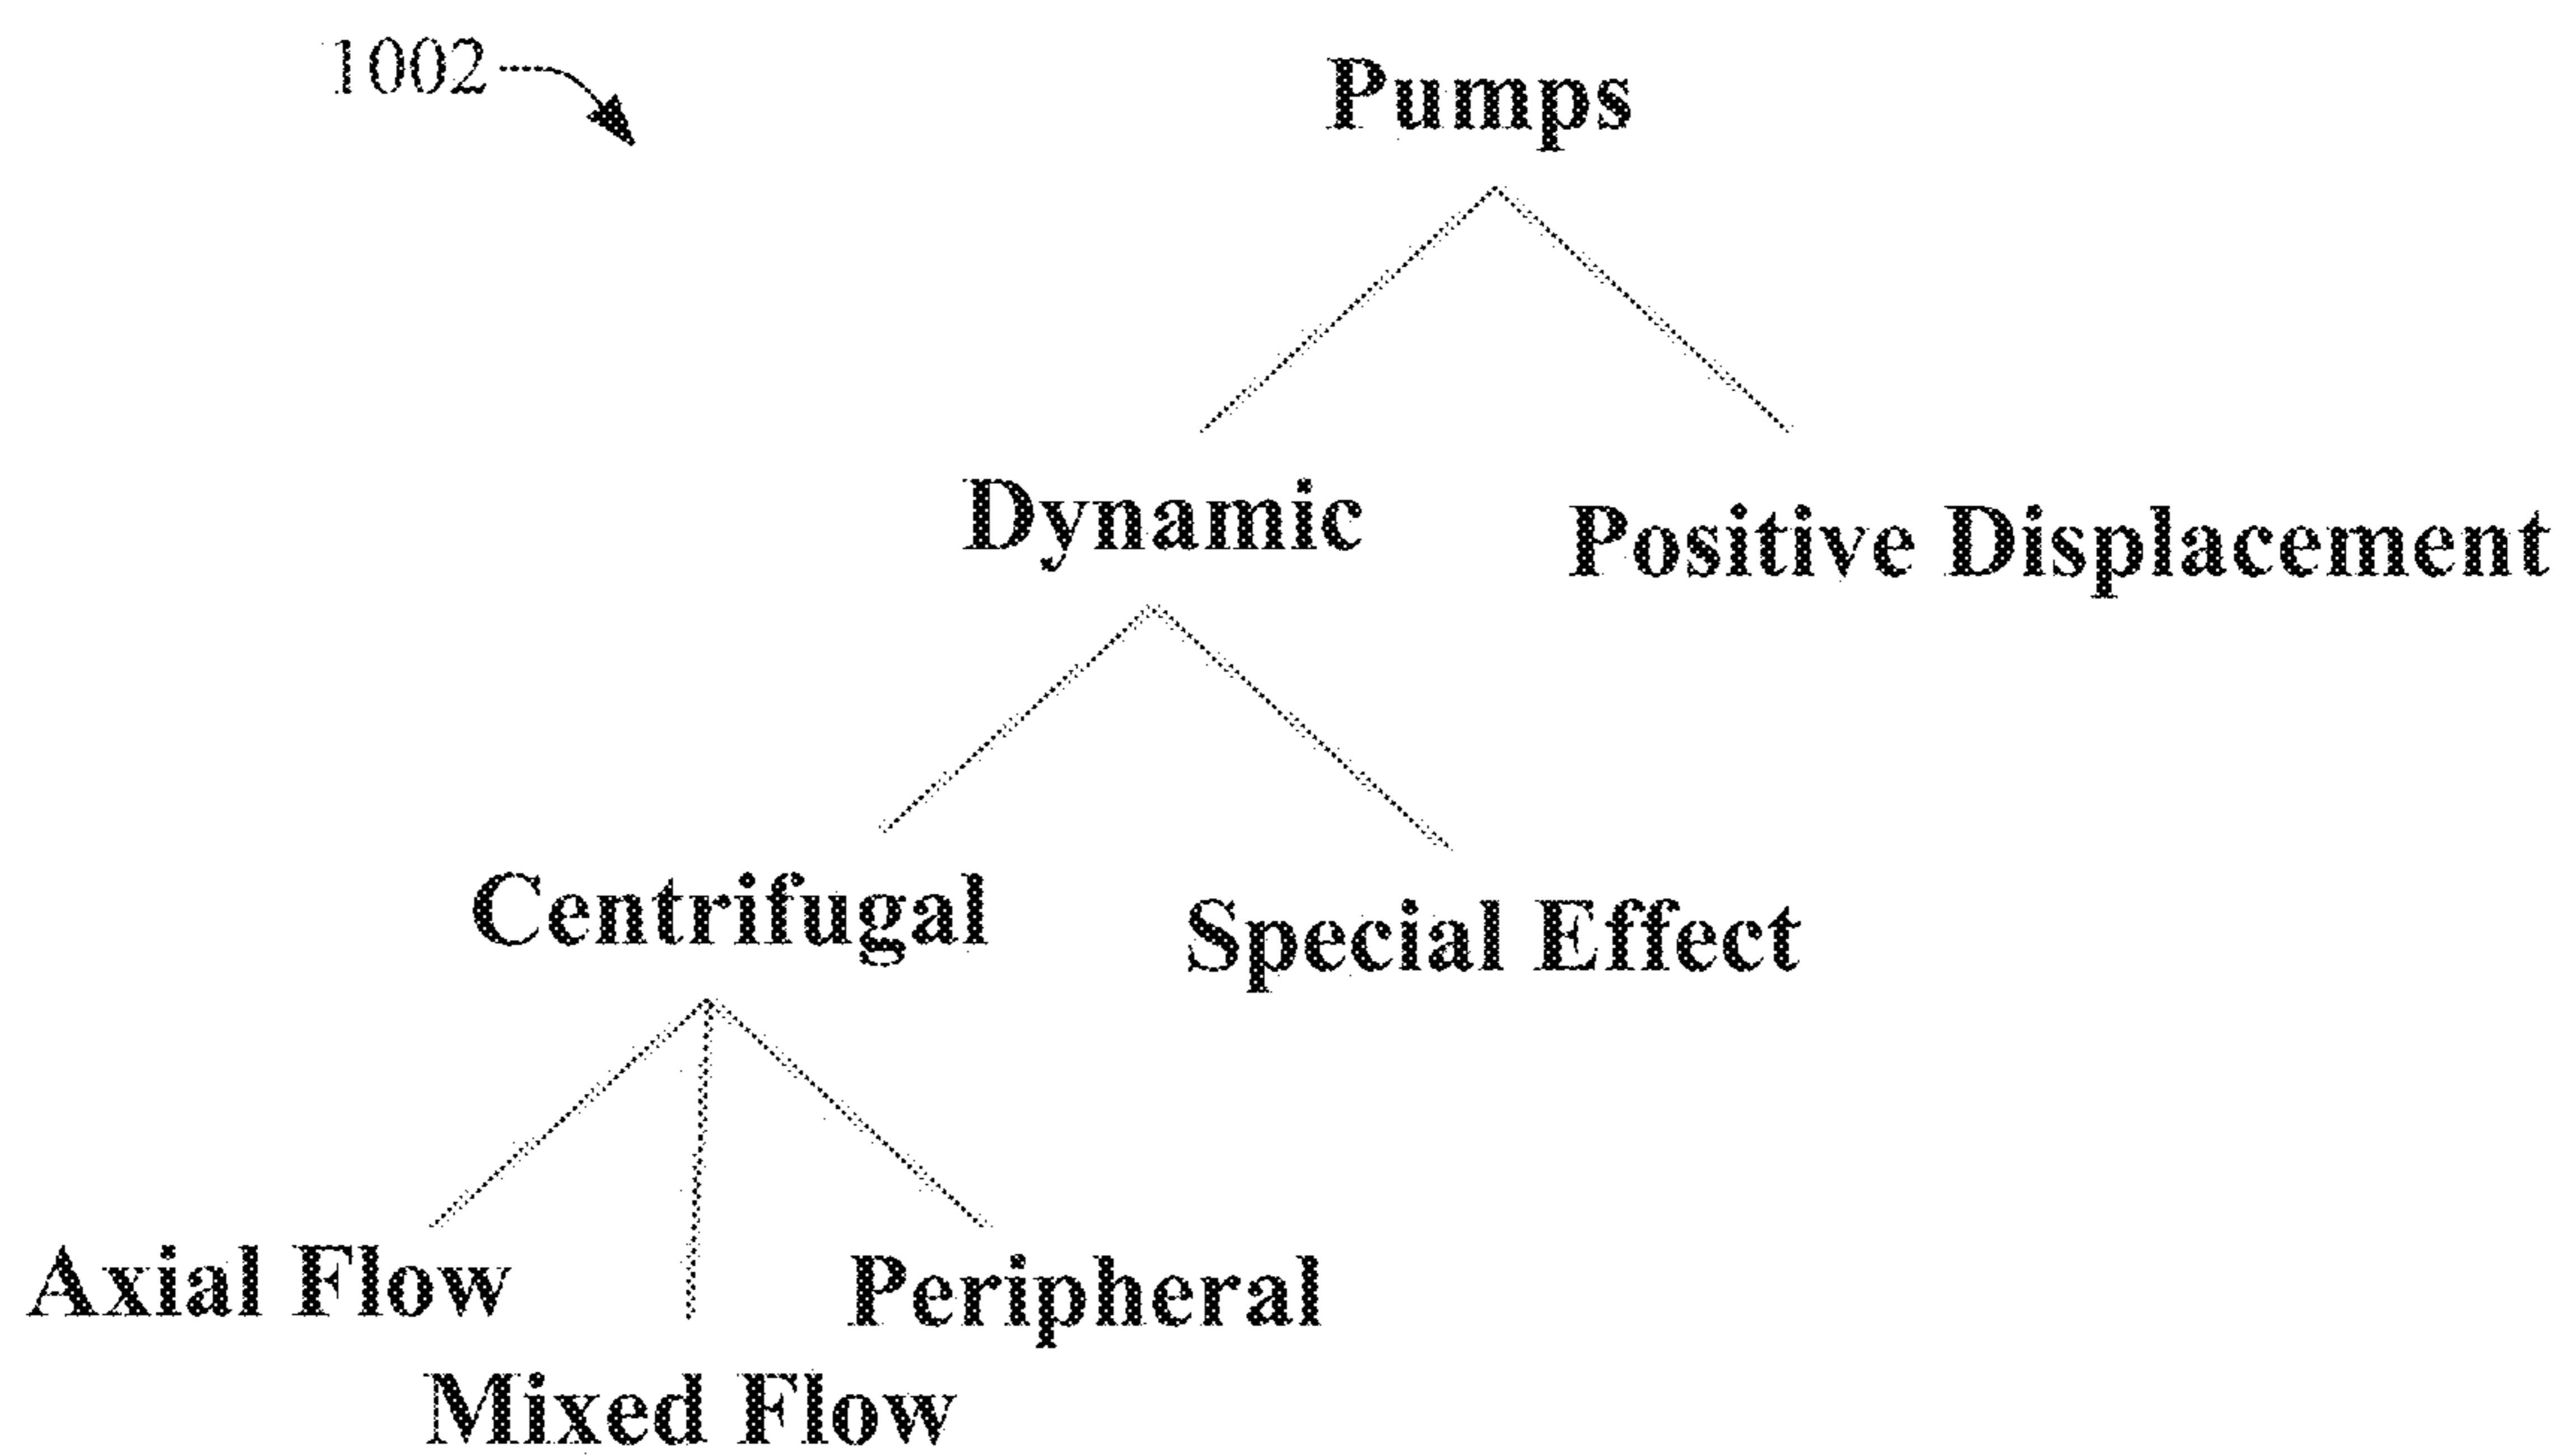 1002
Pumps
Dynamic
Positive Displacement
Centrifugal
Special Effect
Axial Flow
Peripheral
Mixed Flow